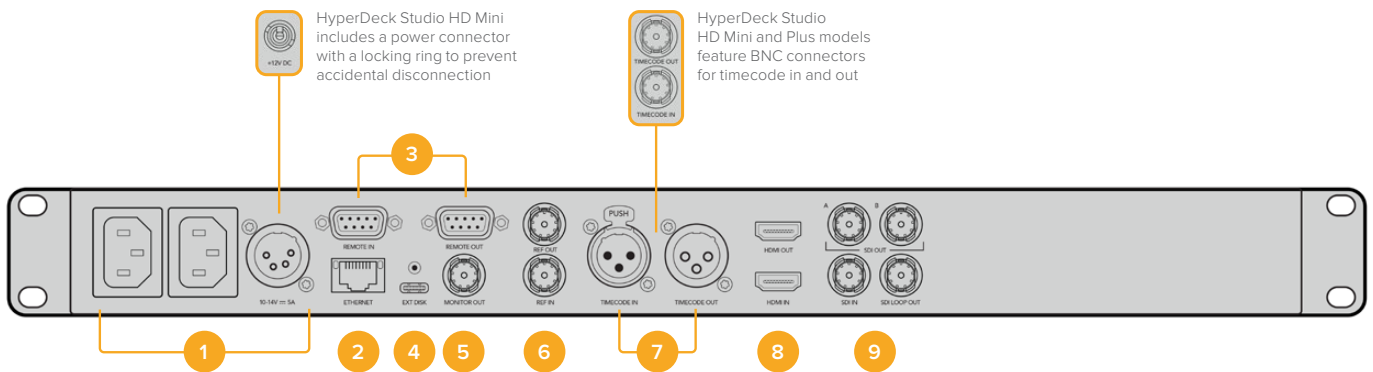 HyperDeck Studio HD Mini
includes a power connector
with a locking ring to prevent
accidental disconnection
+12V DC
HyperDeck Studio
HD Mini and Plus models
feature BNC connectors
for timecode in and out
TIMECODE OUT
TIMECODE IN
3
PUSH
A
B
REMOTE IN
REMOTE OUT
REF OUT
HDMI OUT
SDI OUT
10-14V ⎓ 5A
ETHERNET
EXT DISK
MONITOR OUT
REF IN
TIMECODE IN
TIMECODE OUT
HDMI IN
SDI IN
SDI LOOP OUT
1
2
4
5
6
7
8
9